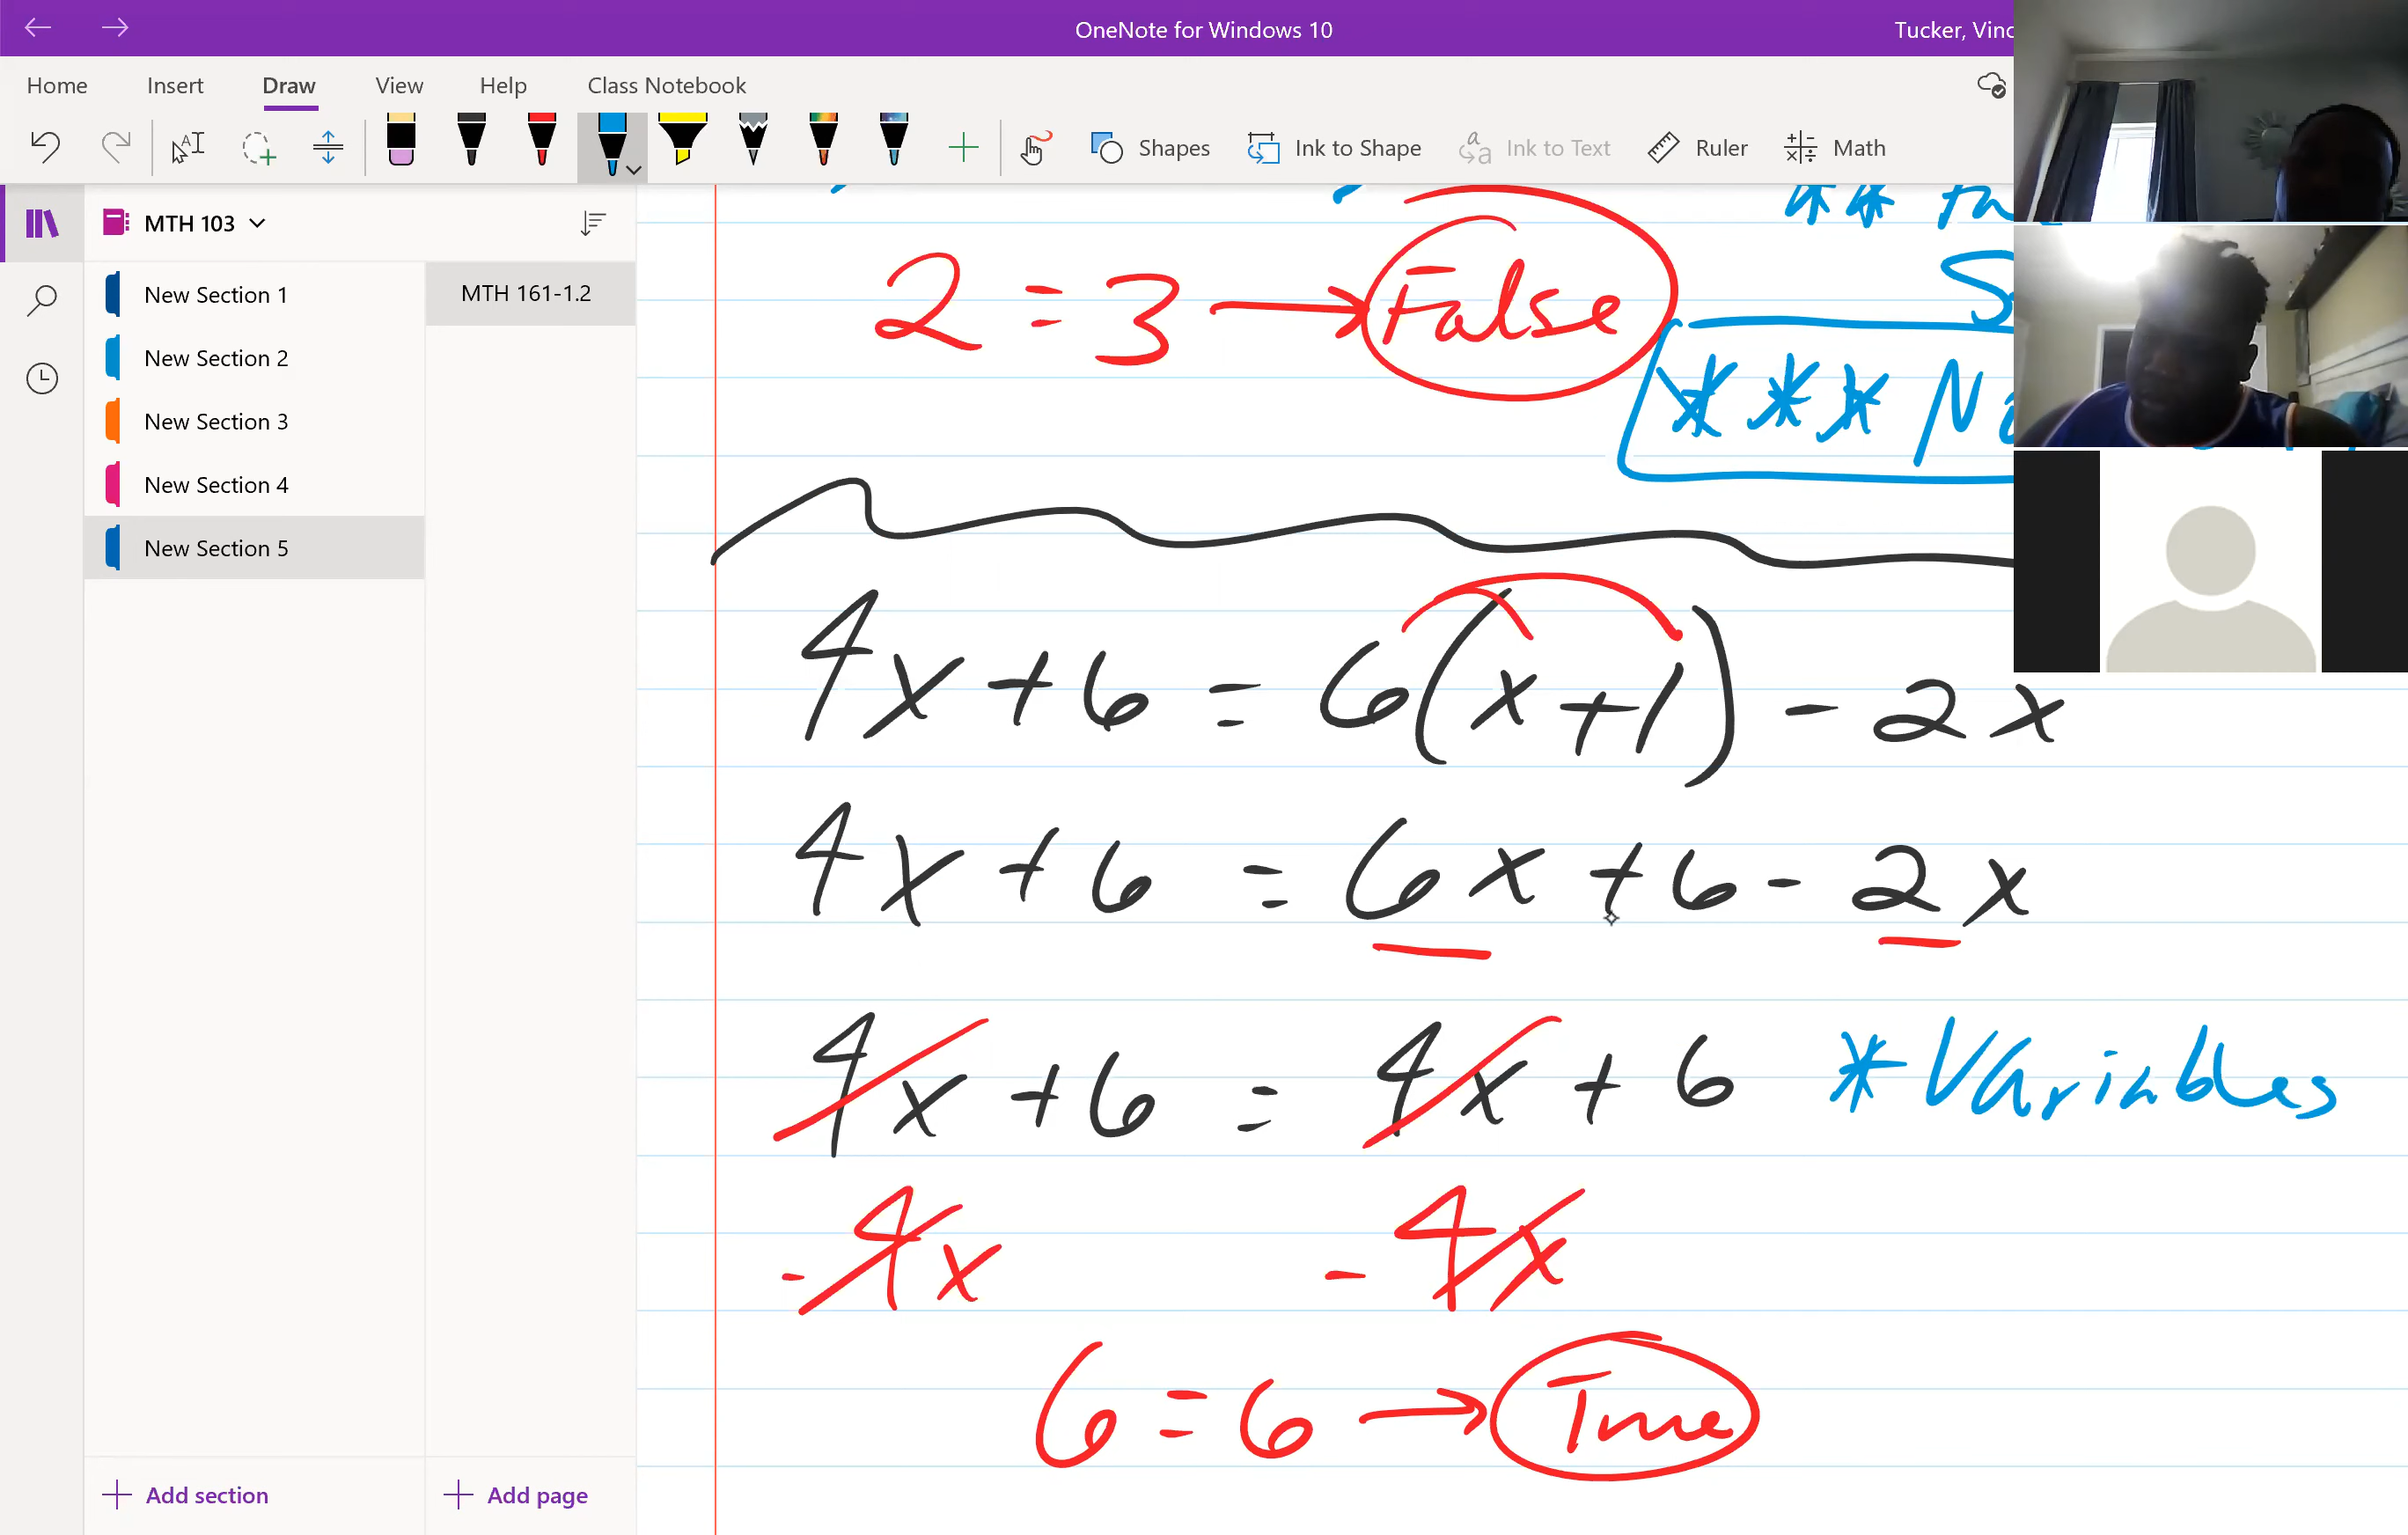 OneNote for Windows 10
Tucker, Vinc
Home Insert Draw View Help Class Notebook
Shapes Ink to Shape Ink to Text Ruler Math
MTH 103
New Section 1
New Section 2
New Section 3
New Section 4
New Section 5
MTH 161-1.2
Add section
Add page
**
2 = 3 → False
*** No
4x + 6 = 6(x + 1) - 2x
4x + 6 = 6x + 6 - 2x
4x + 6 = 4x + 6 * Variables
- 4x - 4x
6 = 6 → True